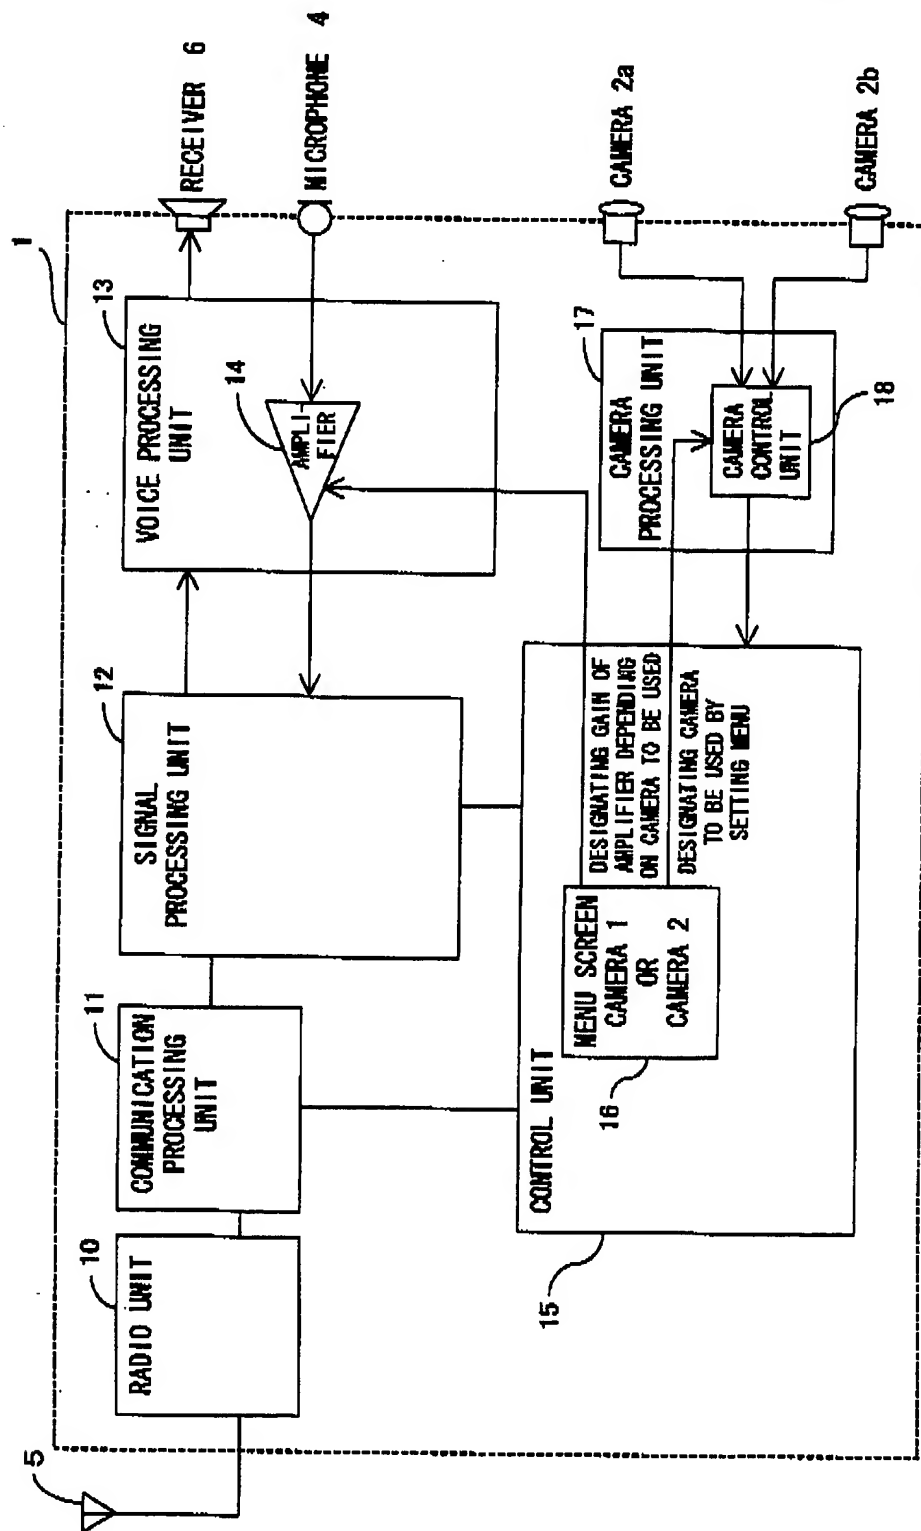 1
RECEIVER 6
MICROPHONE 4
CAMERA 2a
CAMERA 2b
13
VOICE PROCESSING
UNIT
14
AMPLI-
FIER
17
CAMERA
PROCESSING UNIT
CAMERA
CONTROL
UNIT
18
12
SIGNAL
PROCESSING UNIT
11
COMMUNICATION
PROCESSING
UNIT
10
RADIO UNIT
5
CONTROL UNIT
15
MENU SCREEN
CAMERA 1
OR
CAMERA 2
16
DESIGNATING GAIN OF
AMPLIFIER DEPENDING
ON CAMERA TO BE USED
DESIGNATING CAMERA
TO BE USED BY
SETTING MENU